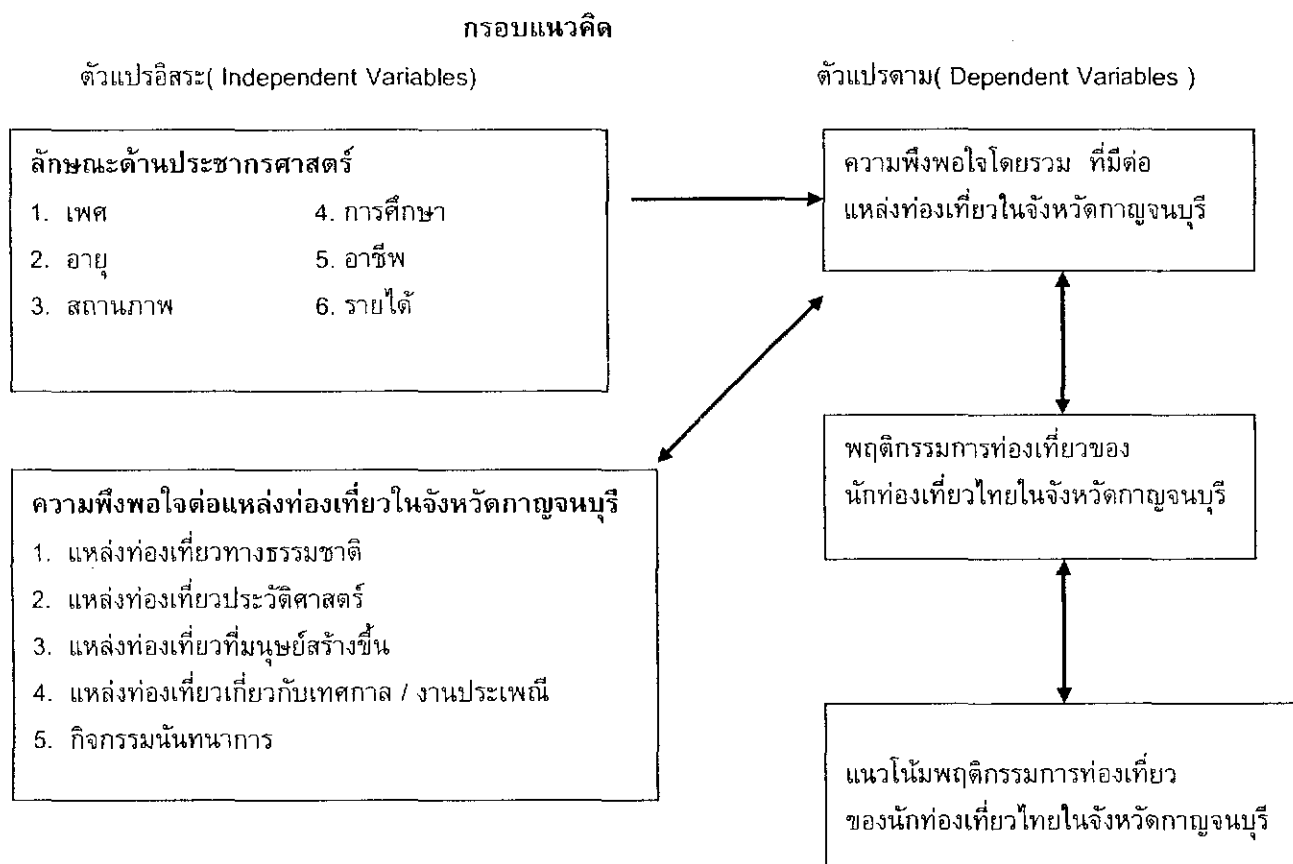 กรอบแนวคิด
ตัวแปรอิสระ( Independent Variables)
ตัวแปรตาม( Dependent Variables )
ลักษณะด้านประชากรศาสตร์
1. เพศ 4. การศึกษา
2. อายุ 5. อาชีพ
3. สถานภาพ 6. รายได้
ความพึงพอใจโดยรวม ที่มีต่อ
แหล่งท่องเที่ยวในจังหวัดกาญจนบุรี
ความพึงพอใจต่อแหล่งท่องเที่ยวในจังหวัดกาญจนบุรี
1. แหล่งท่องเที่ยวทางธรรมชาติ
2. แหล่งท่องเที่ยวประวัติศาสตร์
3. แหล่งท่องเที่ยวที่มนุษย์สร้างขึ้น
4. แหล่งท่องเที่ยวเกี่ยวกับเทศกาล / งานประเพณี
5. กิจกรรมนันทนาการ
พฤติกรรมการท่องเที่ยวของ
นักท่องเที่ยวไทยในจังหวัดกาญจนบุรี
แนวโน้มพฤติกรรมการท่องเที่ยว
ของนักท่องเที่ยวไทยในจังหวัดกาญจนบุรี